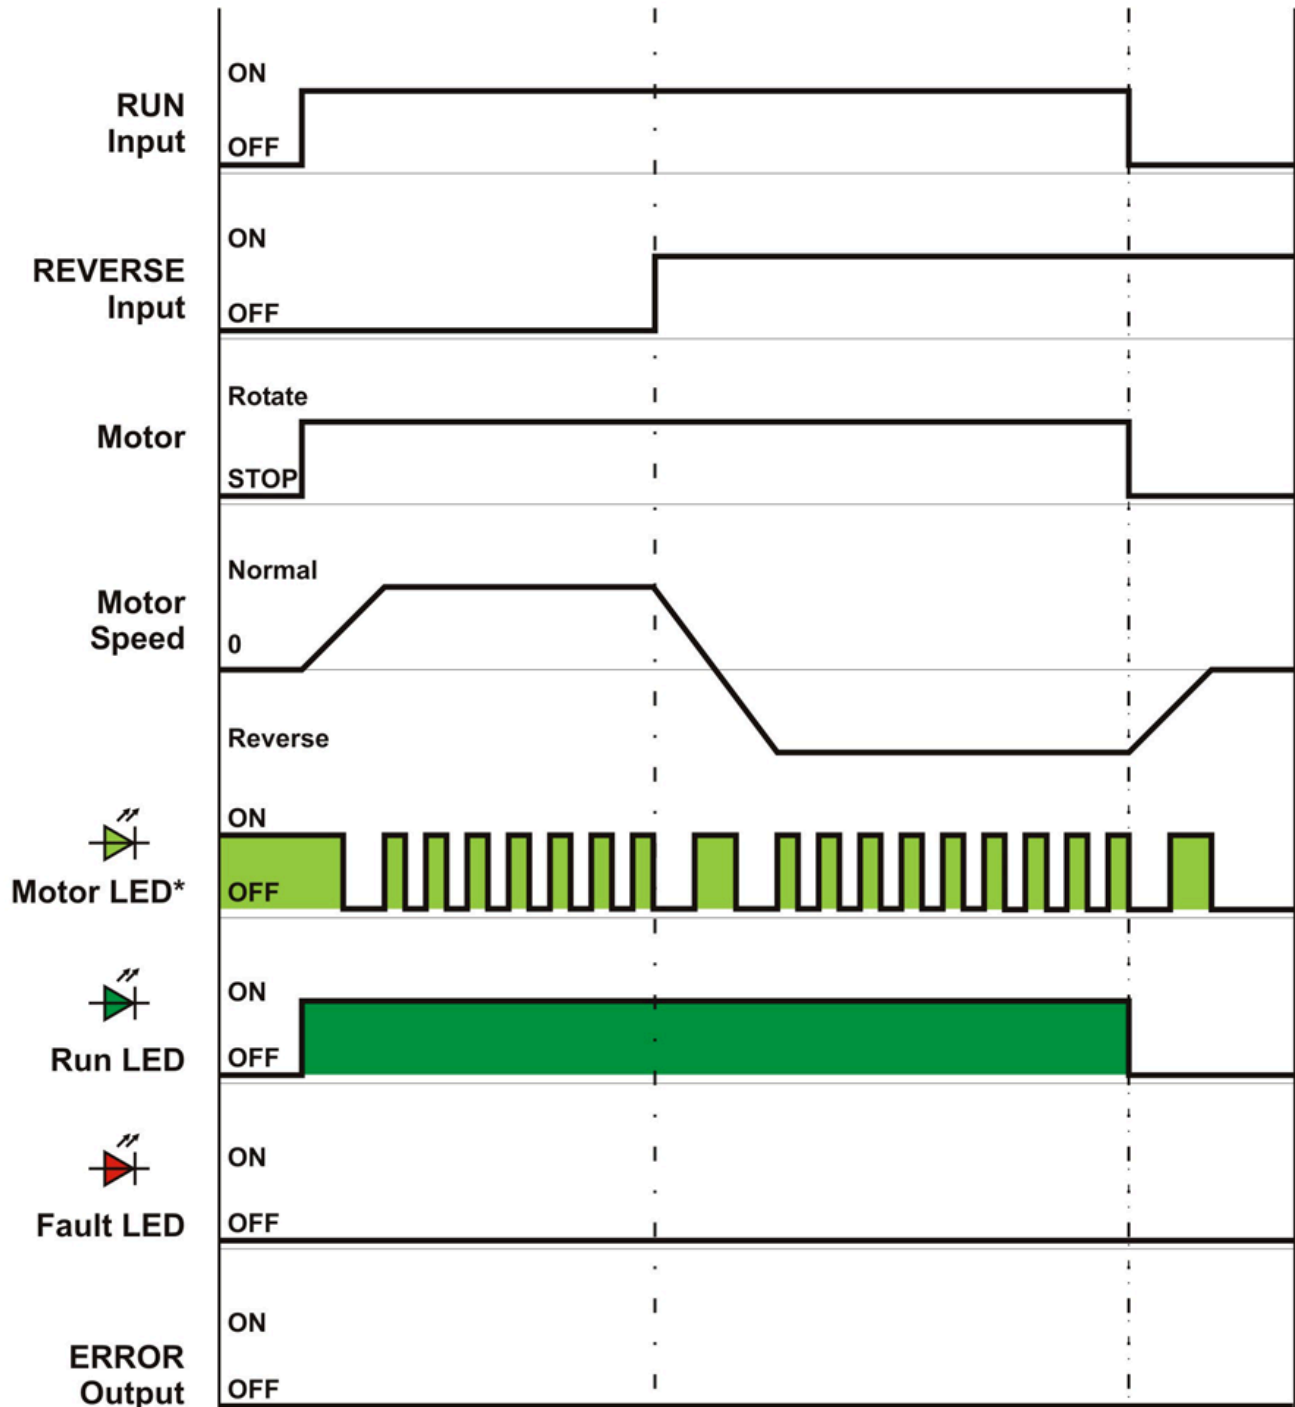 RUN
Input
ON
OFF
REVERSE
Input
ON
OFF
Motor
Rotate
STOP
Motor
Speed
Normal
0
Reverse
Motor LED*
ON
OFF
Run LED
ON
OFF
Fault LED
ON
OFF
ERROR
Output
ON
OFF